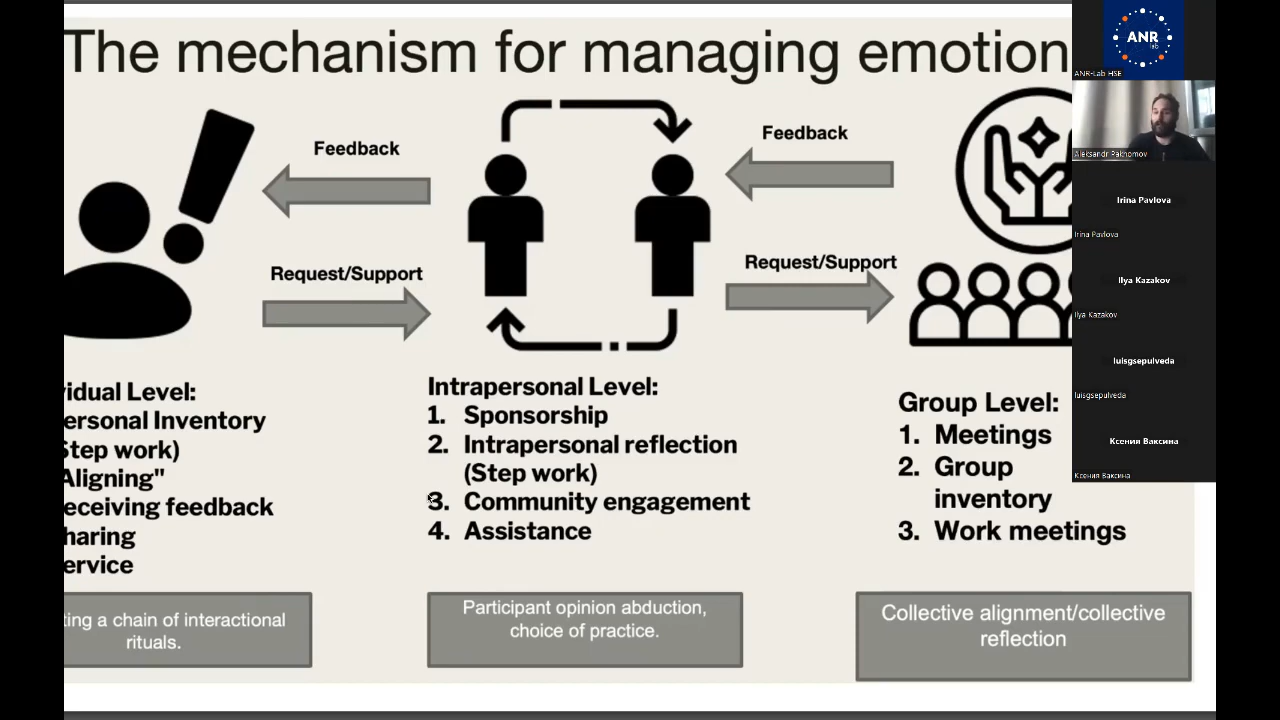 The mechanism for managing emotion
Feedback
Request/Support
Feedback
Request/Support
vidual Level:
ersonal Inventory
Step work)
Aligning"
eceiving feedback
haring
ervice
ting a chain of interactional
rituals.
Intrapersonal Level:
1. Sponsorship
2. Intrapersonal reflection
(Step work)
3. Community engagement
4. Assistance
Participant opinion abduction,
choice of practice.
Group Level:
1. Meetings
2. Group
inventory
3. Work meetings
Collective alignment/collective
reflection
ANR
lab
ANR-Lab HSE
Aleksandr Pakhomov
Irina Pavlova
Irina Pavlova
Ilya Kazakov
Ilya Kazakov
luisgsepulveda
luisgsepulveda
Ксения Ваксина
Ксения Ваксина